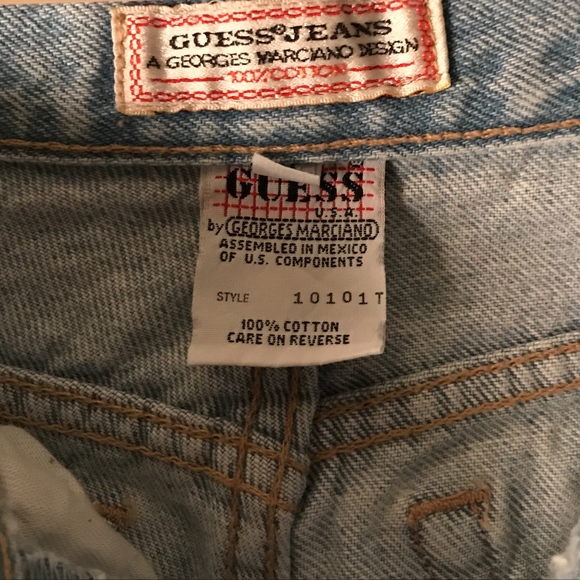 GUESS® JEANS
A GEORGES MARCIANO DESIGN
100% COTTON
GUESS
U.S.A.
by GEORGES MARCIANO
ASSEMBLED IN MEXICO
OF U.S. COMPONENTS
STYLE 10101T
100% COTTON
CARE ON REVERSE